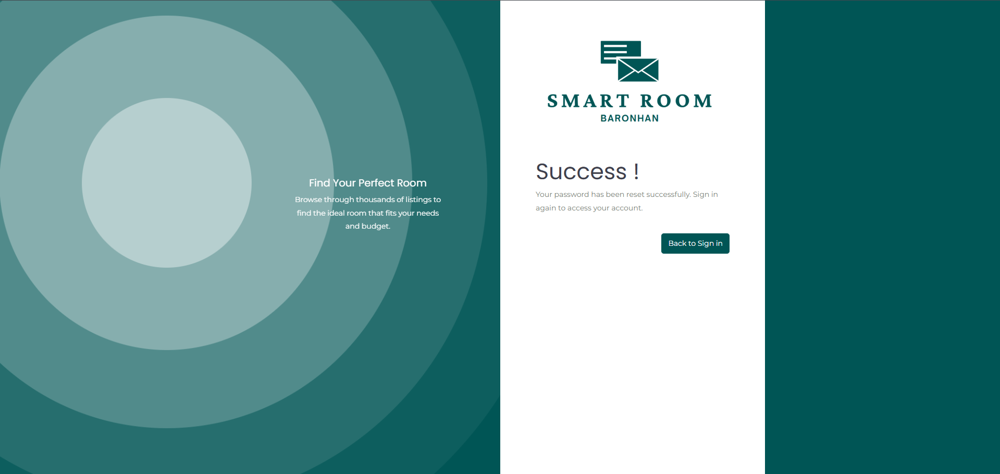 Find Your Perfect Room
Browse through thousands of listings to
find the ideal room that fits your needs
and budget.
SMART ROOM
BARONHAN
Success !
Your password has been reset successfully. Sign in
again to access your account.
Back to Sign in